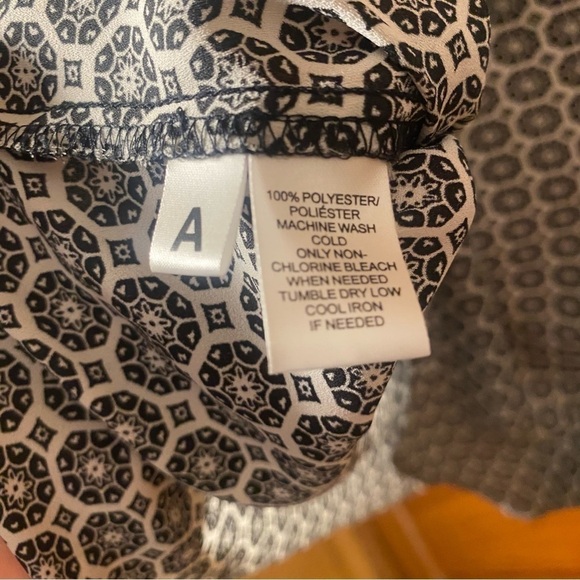 A
100% POLYESTER/
POLIÉSTER
MACHINE WASH
COLD
ONLY NON-
CHLORINE BLEACH
WHEN NEEDED
TUMBLE DRY LOW
COOL IRON
IF NEEDED